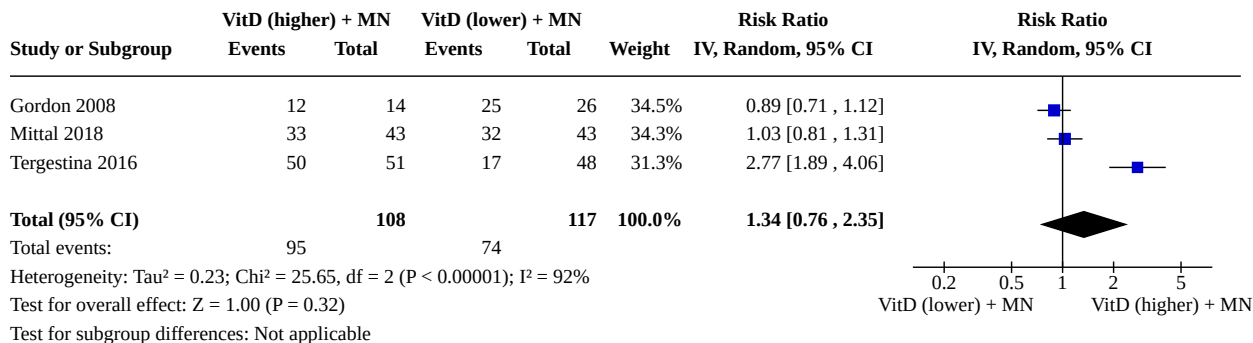 VitD (higher) + MN VitD (lower) + MN Risk Ratio Risk Ratio
Study or Subgroup Events Total Events Total Weight IV, Random, 95% CI IV, Random, 95% CI
Gordon 2008 12 14 25 26 34.5% 0.89 [0.71 , 1.12]
Mittal 2018 33 43 32 43 34.3% 1.03 [0.81 , 1.31]
Tergestina 2016 50 51 17 48 31.3% 2.77 [1.89 , 4.06]
Total (95% CI) 108 117 100.0% 1.34 [0.76 , 2.35]
Total events: 95 74
Heterogeneity: Tau² = 0.23; Chi² = 25.65, df = 2 (P < 0.00001); I² = 92%
0.2 0.5 1 2 5
Test for overall effect: Z = 1.00 (P = 0.32) VitD (lower) + MN VitD (higher) + MN
Test for subgroup differences: Not applicable